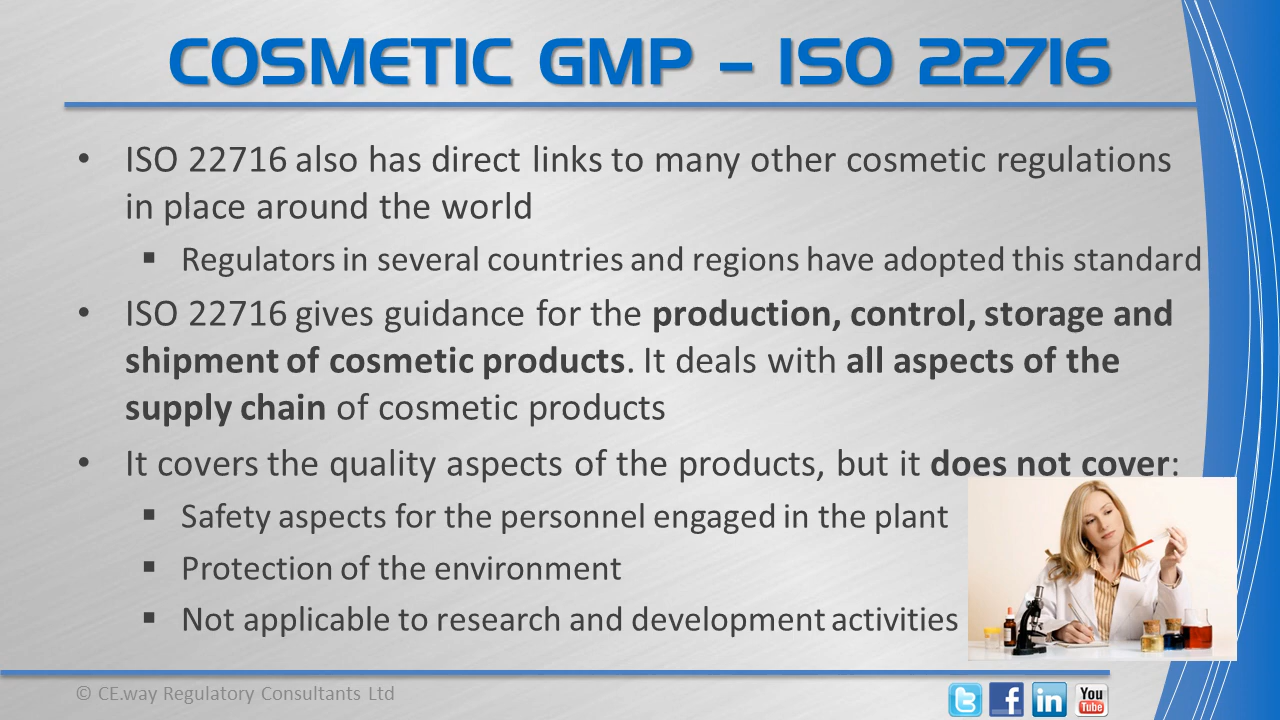 COSMETIC GMP – ISO 22716
• ISO 22716 also has direct links to many other cosmetic regulations
in place around the world
▪ Regulators in several countries and regions have adopted this standard
• ISO 22716 gives guidance for the production, control, storage and
shipment of cosmetic products. It deals with all aspects of the
supply chain of cosmetic products
• It covers the quality aspects of the products, but it does not cover:
▪ Safety aspects for the personnel engaged in the plant
▪ Protection of the environment
▪ Not applicable to research and development activities
© CE.way Regulatory Consultants Ltd
t f in You Tube